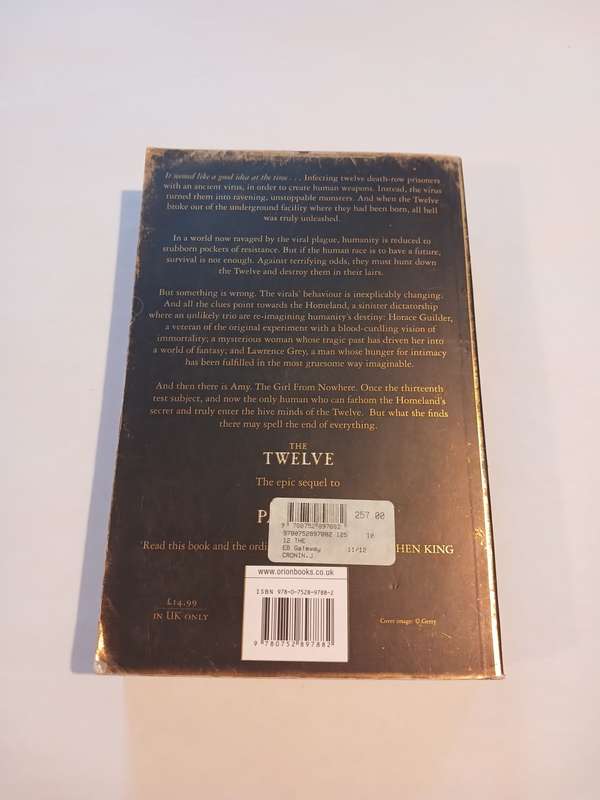 It seemed like a good idea at the time . . . Infecting twelve death-row prisoners
with an ancient virus, in order to create human weapons. Instead, the virus
turned them into ravening, unstoppable monsters. And when the Twelve
broke out of the underground facility where they had been born, all hell
was truly unleashed.
In a world now ravaged by the viral plague, humanity is reduced to
stubborn pockets of resistance. But if the human race is to have a future,
survival is not enough. Against terrifying odds, they must hunt down
the Twelve and destroy them in their lairs.
But something is wrong. The virals' behaviour is inexplicably changing.
And all the clues point towards the Homeland, a sinister dictatorship
where an unlikely trio are re-imagining humanity's destiny: Horace Guilder,
a veteran of the original experiment with a blood-curdling vision of
immortality; a mysterious woman whose tragic past has driven her into
a world of fantasy; and Lawrence Grey, a man whose hunger for intimacy
has been fulfilled in the most gruesome way imaginable.
And then there is Amy. The Girl From Nowhere. Once the thirteenth
test subject, and now the only human who can fathom the Homeland's
secret and truly enter the hive minds of the Twelve. But what she finds
there may spell the end of everything.
THE
TWELVE
The epic sequel to
PA
9 780752 897882 257.00
9780752897882 125 10
12 THE
EB Gateway 11/12
CRONIN.J.
'Read this book and the ordi HEN KING
www.orionbooks.co.uk
ISBN 978-0-7528-9788-2
£14.99
IN UK ONLY
Cover image: © Getty
9 780752 897882